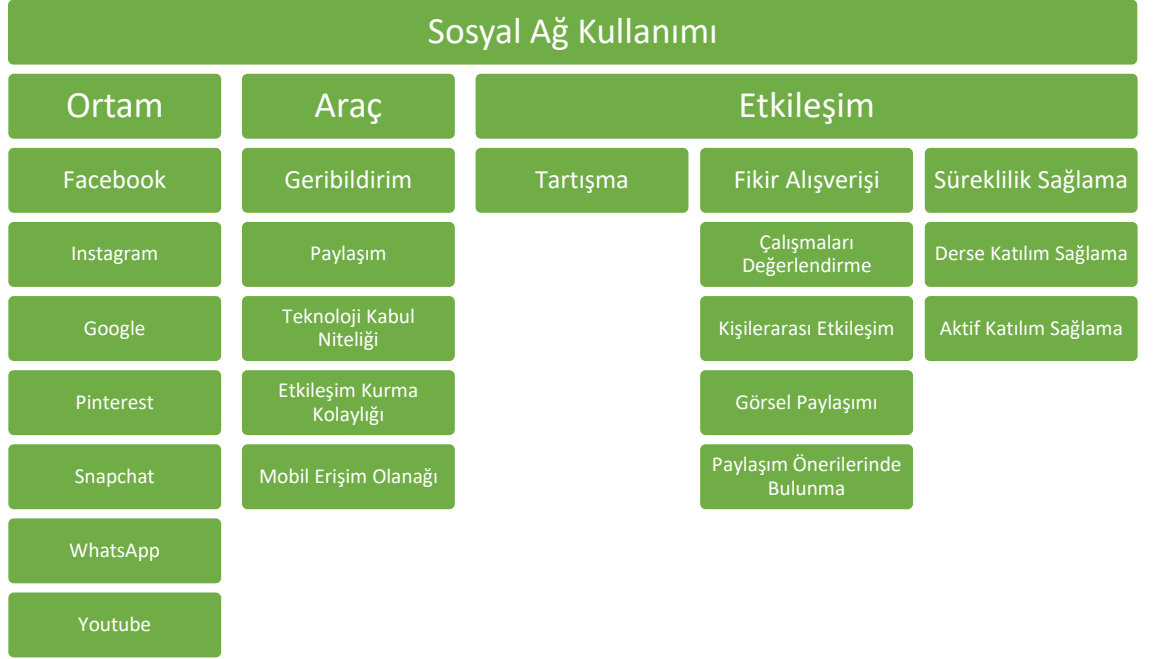 Sosyal Ağ Kullanımı
Ortam
Araç
Etkileşim
Facebook
Geribildirim
Tartışma
Fikir Alışverişi
Süreklilik Sağlama
Instagram
Paylaşım
Çalışmaları
Değerlendirme
Derse Katılım Sağlama
Google
Teknoloji Kabul
Niteliği
Kişilerarası Etkileşim
Aktif Katılım Sağlama
Pinterest
Etkileşim Kurma
Kolaylığı
Görsel Paylaşımı
Snapchat
Mobil Erişim Olanağı
Paylaşım Önerilerinde
Bulunma
WhatsApp
Youtube